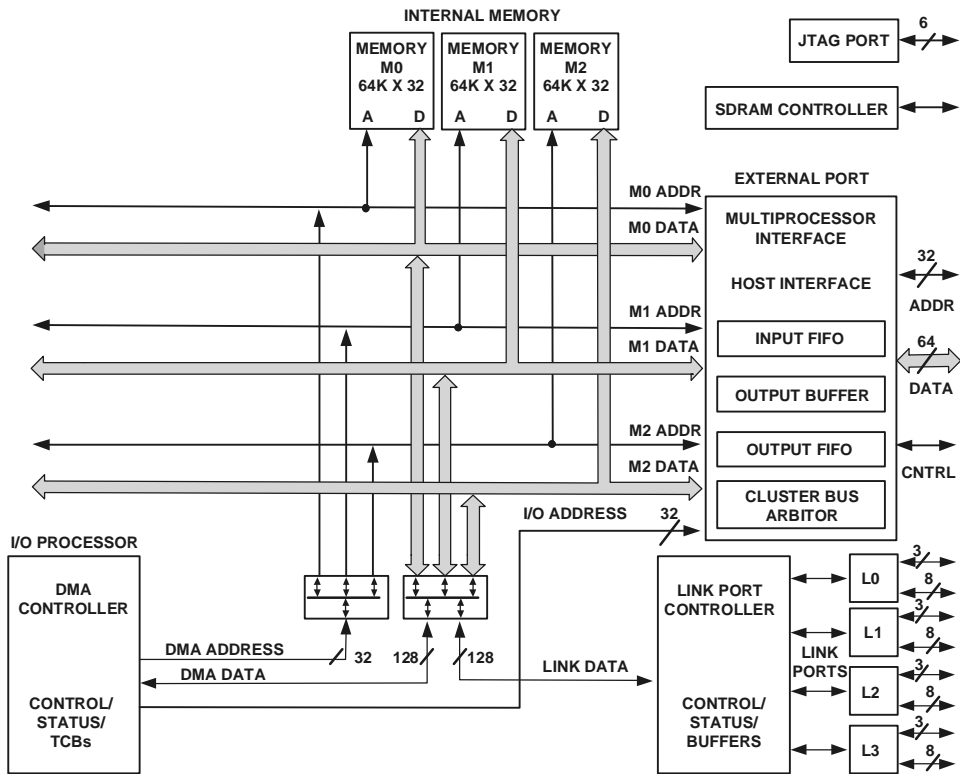 INTERNAL MEMORY
MEMORY
M0
64K X 32
A D
MEMORY
M1
64K X 32
A D
MEMORY
M2
64K X 32
A D
JTAG PORT
6
SDRAM CONTROLLER
EXTERNAL PORT
M0 ADDR
M0 DATA
M1 ADDR
M1 DATA
M2 ADDR
M2 DATA
MULTIPROCESSOR
INTERFACE
HOST INTERFACE
INPUT FIFO
OUTPUT BUFFER
OUTPUT FIFO
CLUSTER BUS
ARBITOR
32
ADDR
64
DATA
CNTRL
I/O ADDRESS
32
I/O PROCESSOR
DMA
CONTROLLER
CONTROL/
STATUS/
TCBs
DMA ADDRESS
32
DMA DATA
128
128
LINK DATA
LINK PORT
CONTROLLER
CONTROL/
STATUS/
BUFFERS
LINK
PORTS
L0
3
8
L1
3
8
L2
3
8
L3
3
8